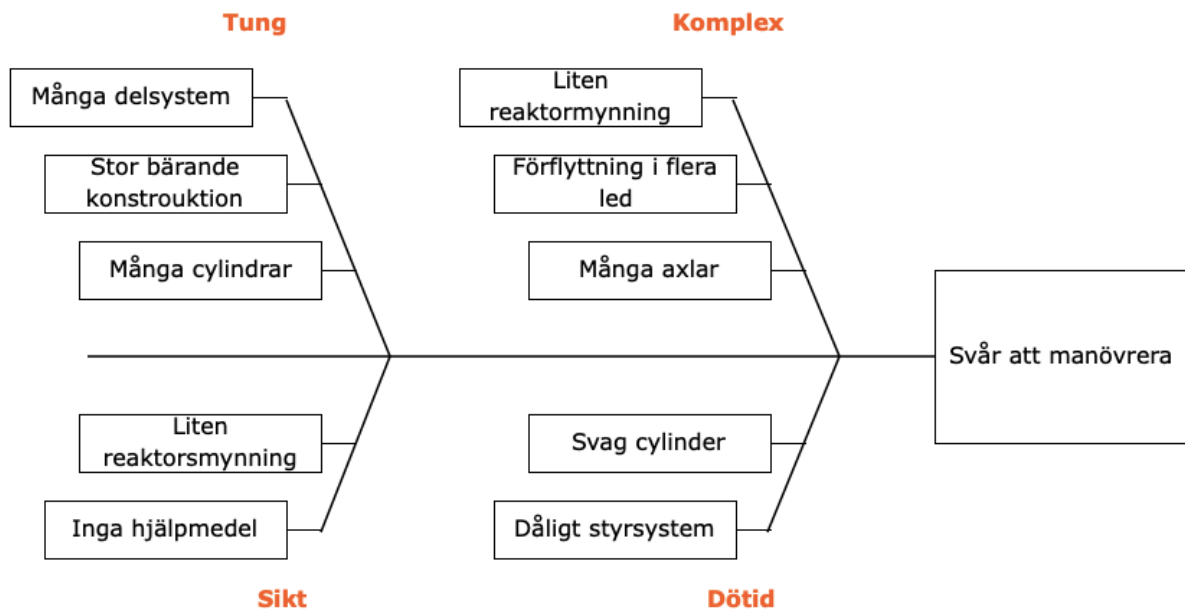 Tung
Komplex
Många delsystem
Stor bärande
konstrouktion
Många cylindrar
Liten
reaktormynning
Förflyttning i flera
led
Många axlar
Svår att manövrera
Liten
reaktorsmynning
Inga hjälpmedel
Svag cylinder
Dåligt styrsystem
Sikt
Dötid